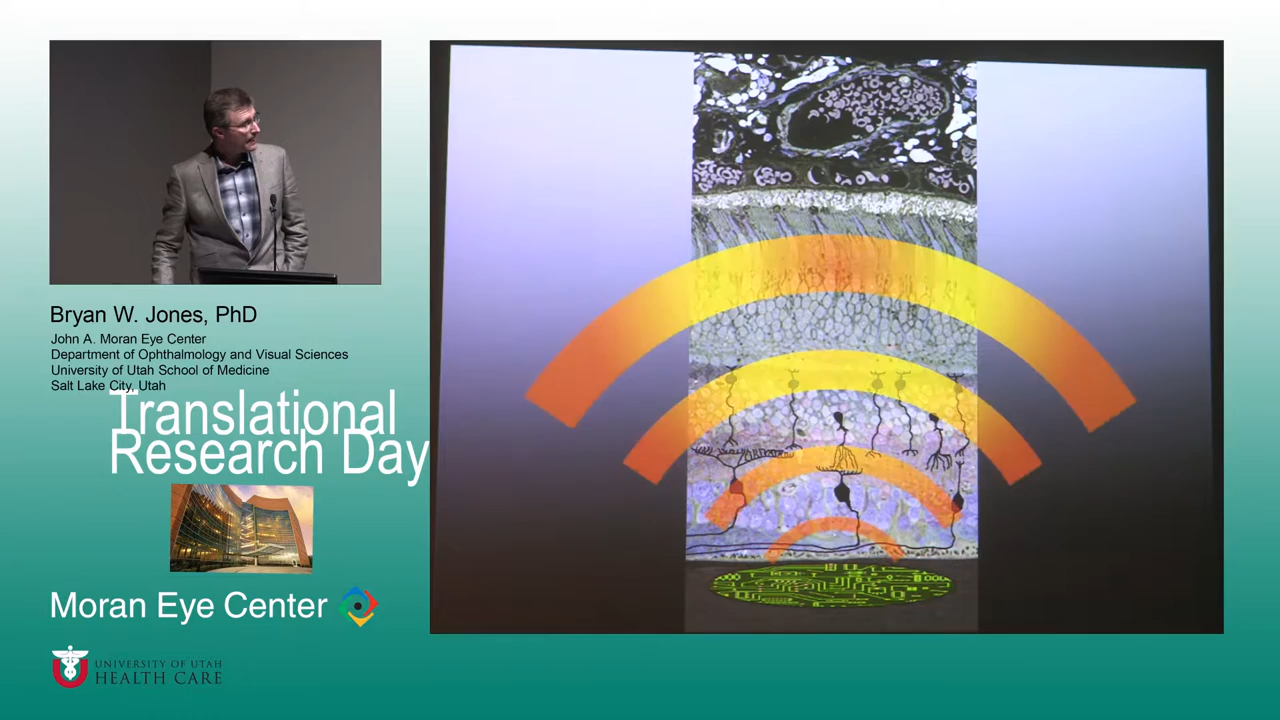 Bryan W. Jones, PhD
John A. Moran Eye Center
Department of Ophthalmology and Visual Sciences
University of Utah School of Medicine
Salt Lake City, Utah
Translational
Research Day
Moran Eye Center
UNIVERSITY OF UTAH
HEALTH CARE